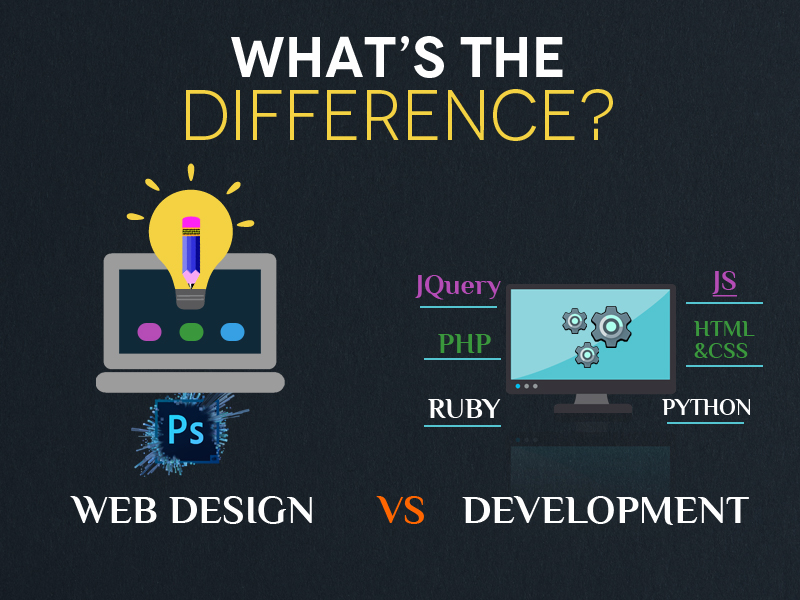 WHAT'S THE
DIFFERENCE?
JQuery
PHP
RUBY
JS
HTML
&CSS
PYTHON
Ps
WEB DESIGN VS DEVELOPMENT